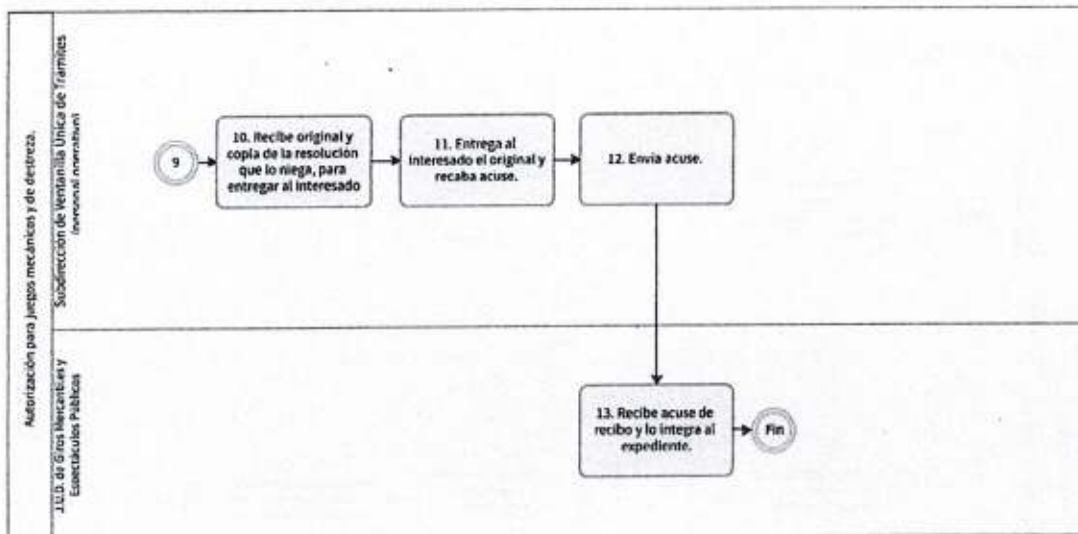 Autorización para juegos mecánicos y de destreza.
Subdirección de Ventanilla Única de Trámites
(personal operativo)
9
10. Recibe original y
copia de la resolución
que lo niega, para
entregar al interesado
11. Entrega al
interesado el original y
recaba acuse.
12. Envía acuse.
J.U.D. de Giros Mercantiles y
Espectáculos Públicos
13. Recibe acuse de
recibo y lo integra al
expediente.
Fin